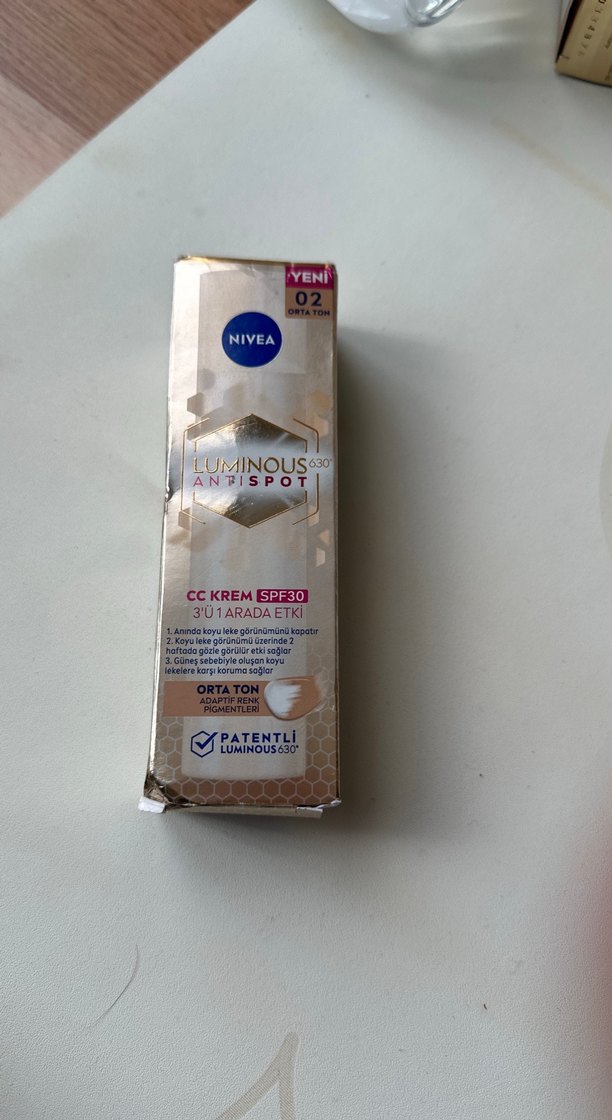 YENİ
02
ORTA TON
NIVEA
LUMINOUS630®
ANTISPOT
CC KREM SPF30
3'Ü 1 ARADA ETKİ
1. Anında koyu leke görünümünü kapatır
2. Koyu leke görünümü üzerinde 2
haftada gözle görülür etki sağlar
3. Güneş sebebiyle oluşan koyu
lekelere karşı koruma sağlar
ORTA TON
ADAPTİF RENK
PİGMENTLERİ
PATENTLİ
LUMINOUS630®